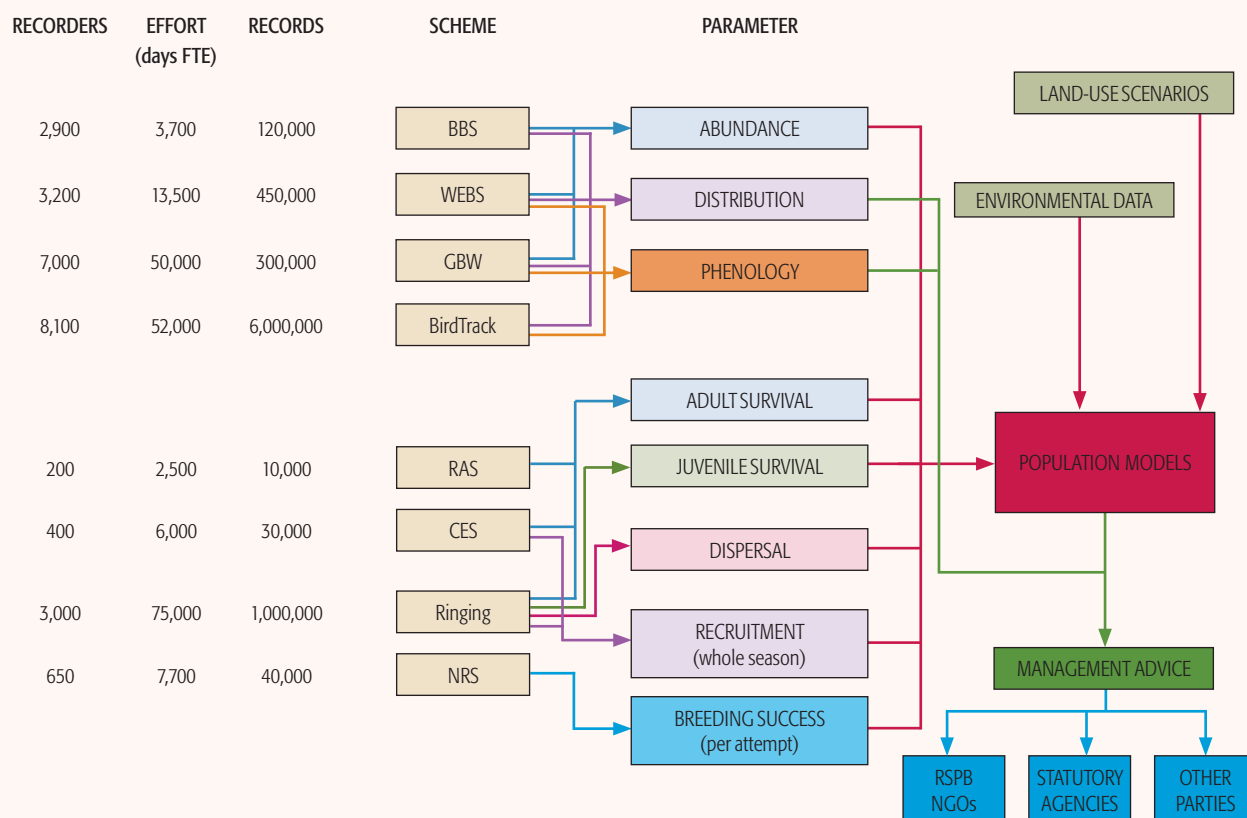 RECORDERS EFFORT RECORDS SCHEME PARAMETER
(days FTE)
LAND-USE SCENARIOS
2,900 3,700 120,000 BBS ABUNDANCE
3,200 13,500 450,000 WEBS DISTRIBUTION ENVIRONMENTAL DATA
7,000 50,000 300,000 GBW PHENOLOGY
8,100 52,000 6,000,000 BirdTrack
ADULT SURVIVAL
200 2,500 10,000 RAS JUVENILE SURVIVAL POPULATION MODELS
400 6,000 30,000 CES
DISPERSAL
3,000 75,000 1,000,000 Ringing RECRUITMENT
(whole season)
650 7,700 40,000 NRS MANAGEMENT ADVICE
BREEDING SUCCESS
(per attempt)
RSPB STATUTORY OTHER
NGOs AGENCIES PARTIES